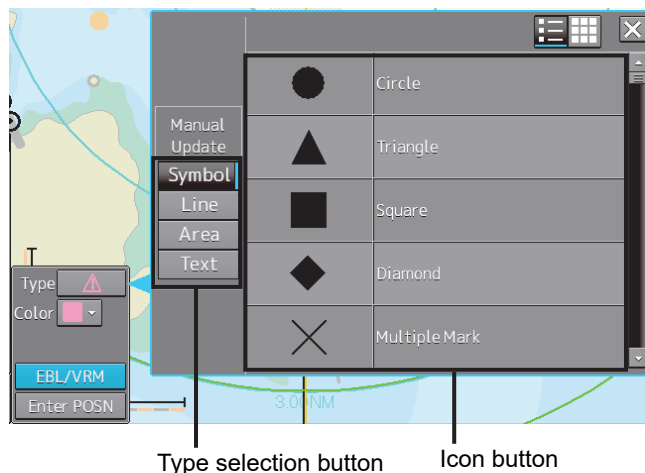 Circle
Manual
Update
Triangle
Symbol
Line
Square
Area
Text
Diamond
Type
Color
Multiple Mark
EBL/VRM
Enter POSN
3.00NM
Type selection button
Icon button